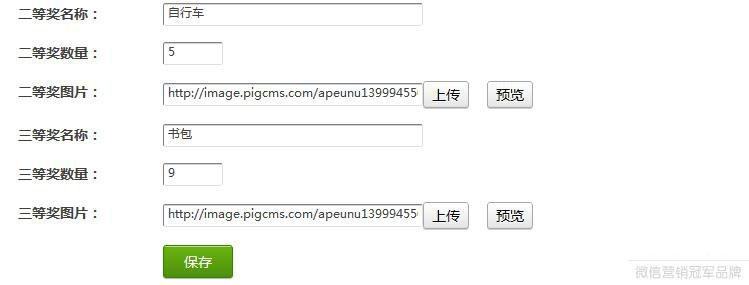 二等奖名称： 自行车
二等奖数量： 5
二等奖图片： http://image.pigcms.com/apeunu139994550 上传 预览
三等奖名称： 书包
三等奖数量： 9
三等奖图片： http://image.pigcms.com/apeunu139994550 上传 预览
保存
微信营销冠军品牌